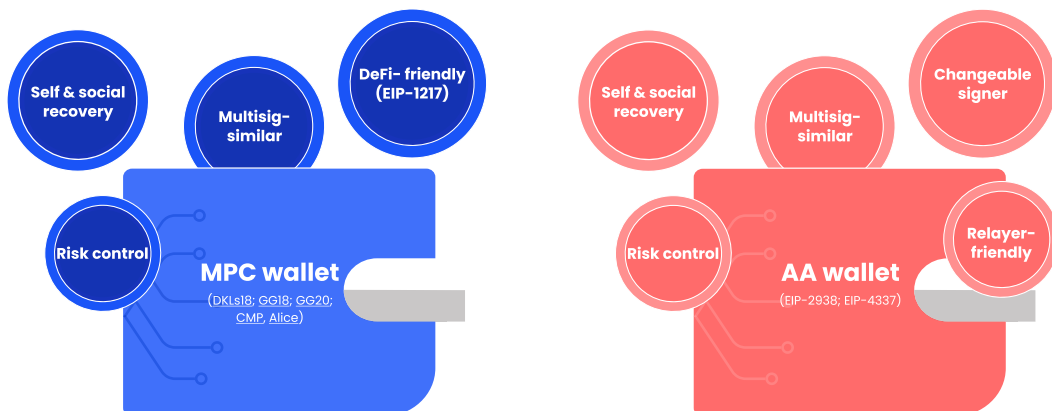 Self & social
recovery
Multisig-
similar
DeFi- friendly
(EIP-1217)
Risk control
MPC wallet
(DKLs18; GG18; GG20;
CMP, Alice)
Self & social
recovery
Multisig-
similar
Changeable
signer
Risk control
Relayer-
friendly
AA wallet
(EIP-2938; EIP-4337)